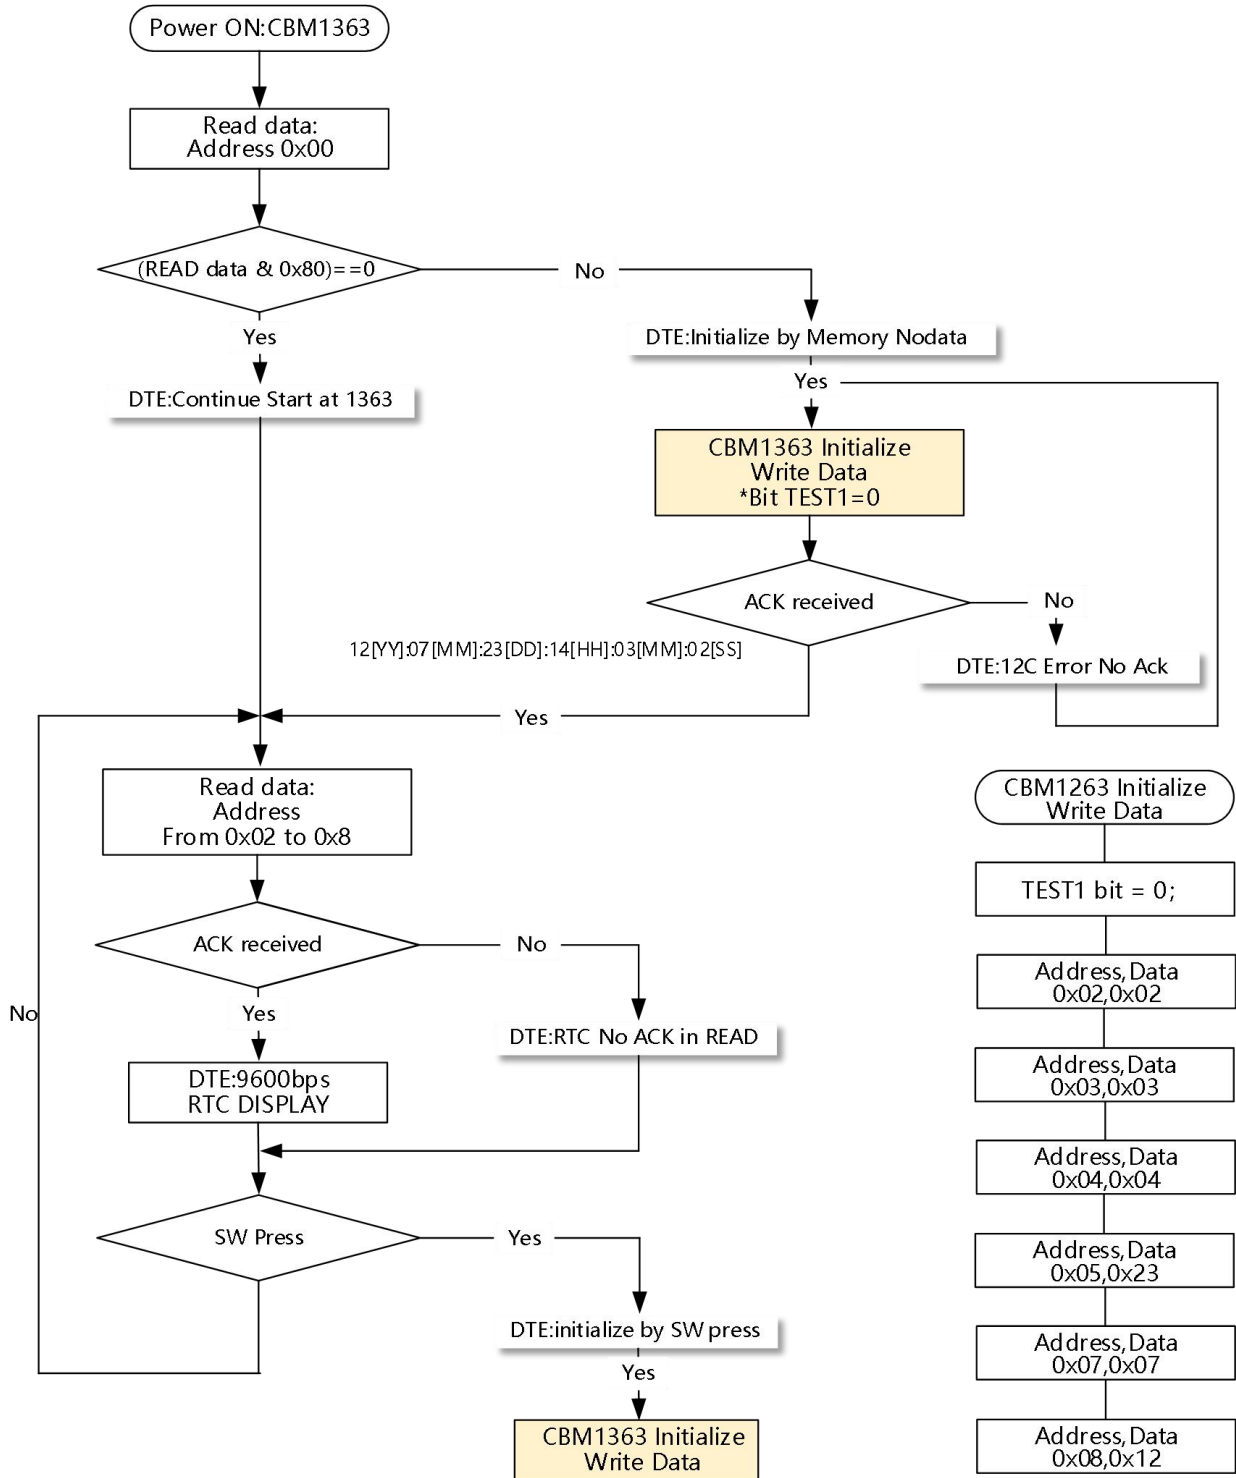 Power ON:CBM1363
Read data:
Address 0x00
(READ data & 0x80)==0
No
Yes
DTE:Initialize by Memory Nodata
Yes
DTE:Continue Start at 1363
CBM1363 Initialize
Write Data
*Bit TEST1=0
ACK received
No
12[YY]:07[MM]:23[DD]:14[HH]:03[MM]:02[SS]
DTE:12C Error No Ack
Yes
Read data:
Address
From 0x02 to 0x8
ACK received
No
Yes
No
DTE:RTC No ACK in READ
DTE:9600bps
RTC DISPLAY
SW Press
Yes
DTE:initialize by SW press
Yes
CBM1363 Initialize
Write Data
CBM1263 Initialize
Write Data
TEST1 bit = 0;
Address,Data
0x02,0x02
Address,Data
0x03,0x03
Address,Data
0x04,0x04
Address,Data
0x05,0x23
Address,Data
0x07,0x07
Address,Data
0x08,0x12